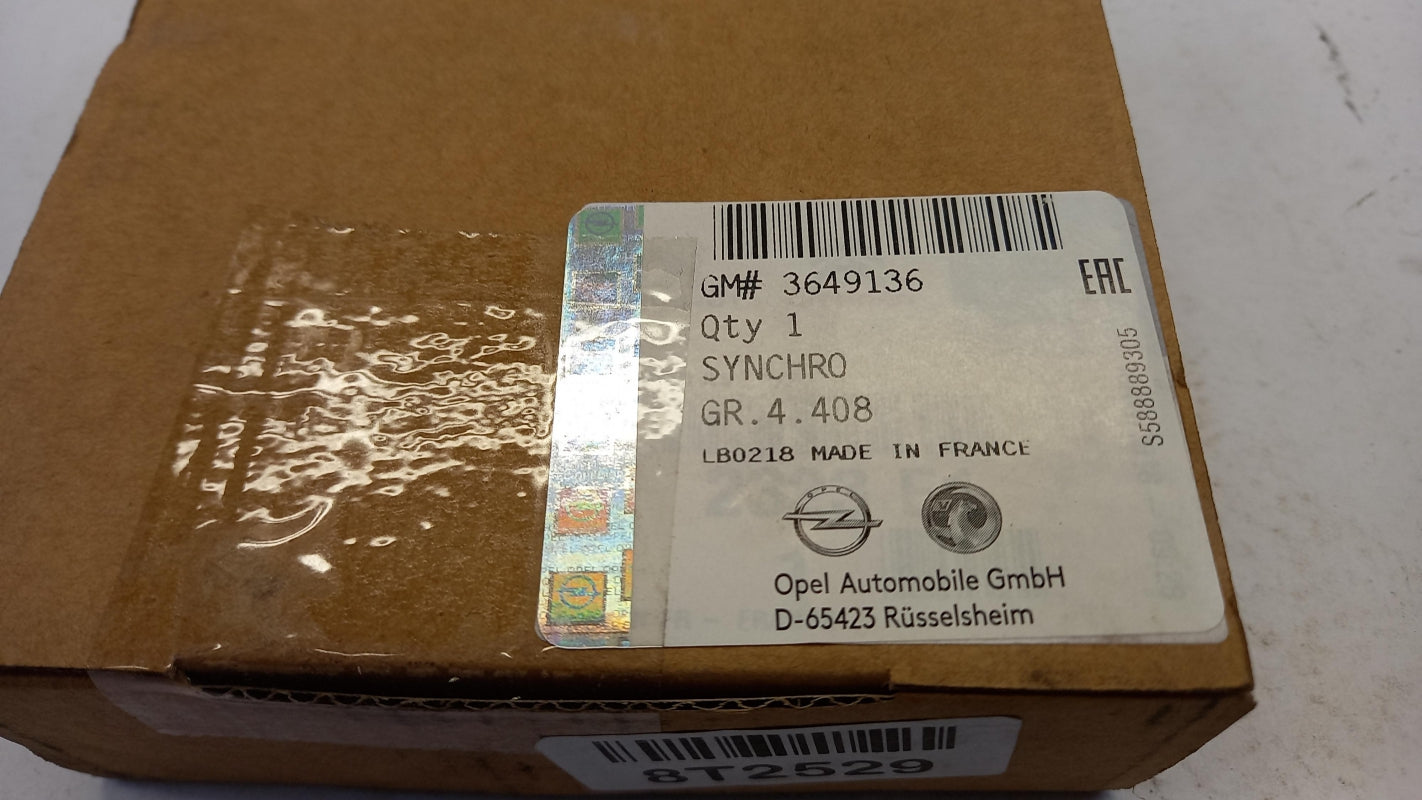 GM# 3649136
EAC
Qty 1
SYNCHRO
GR.4.408
LB0218 MADE IN FRANCE
S588889305
OPEL
Opel Automobile GmbH
D-65423 Rüsselsheim
8T2529